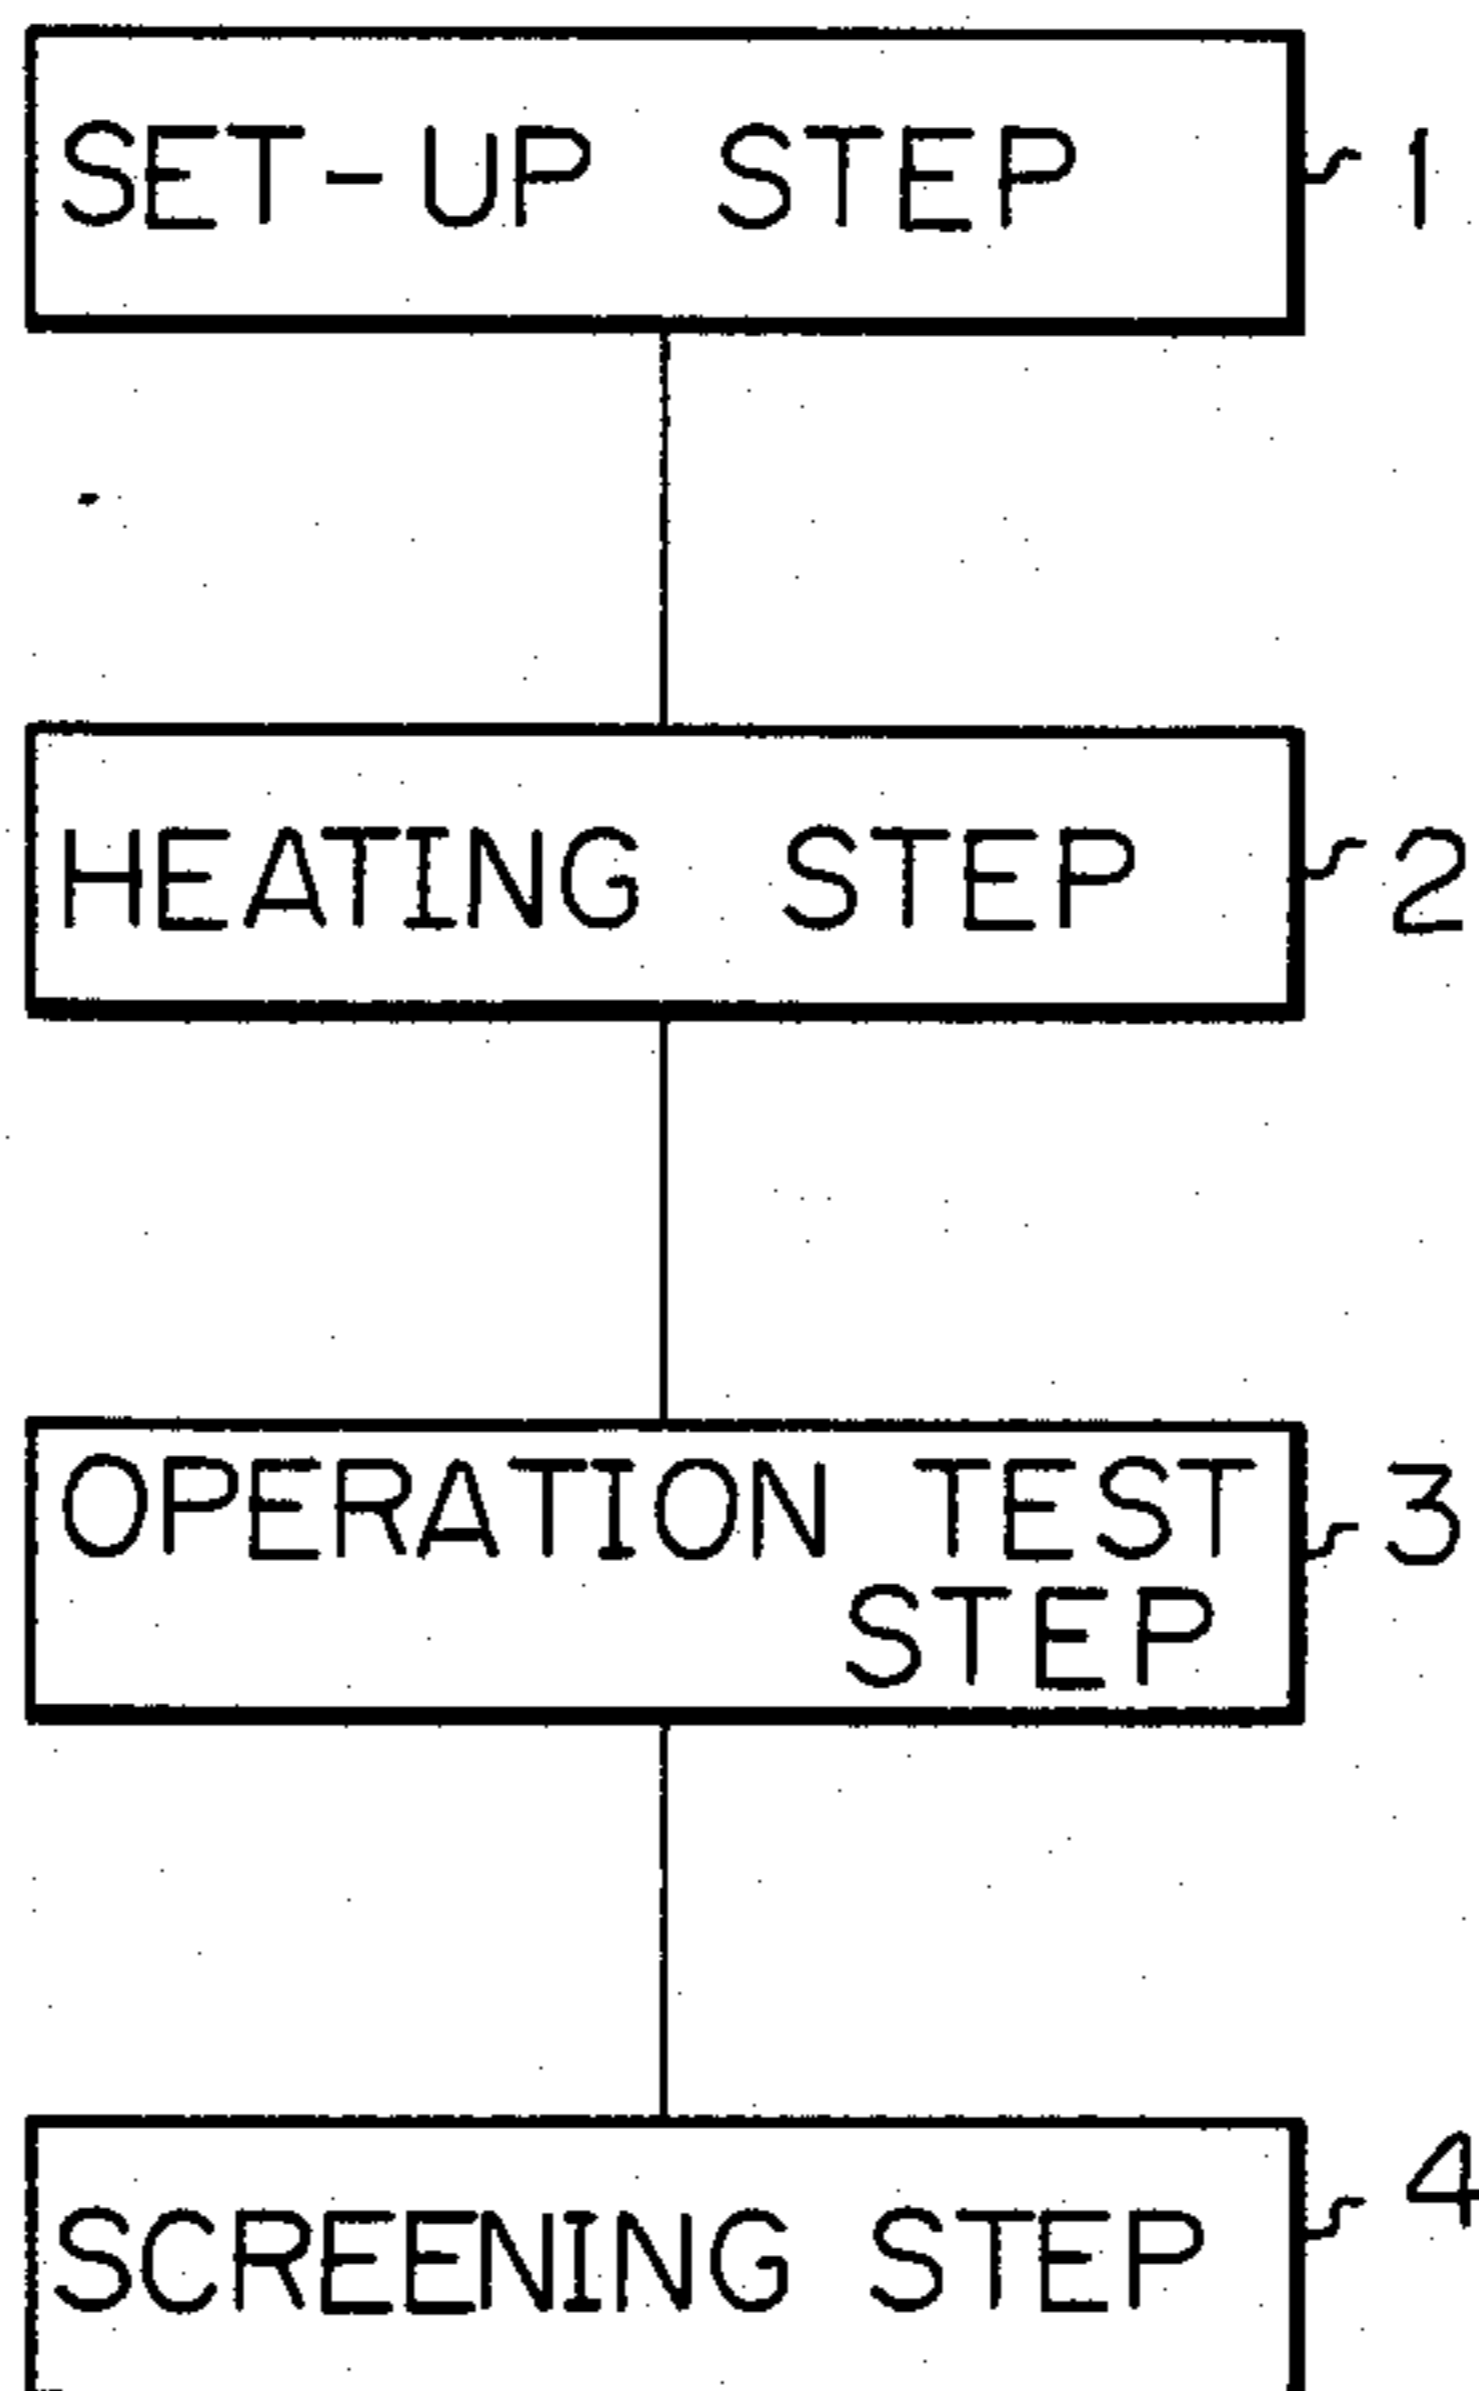 SET-UP STEP 1
HEATING STEP 2
OPERATION TEST 3
STEP
SCREENING STEP 4